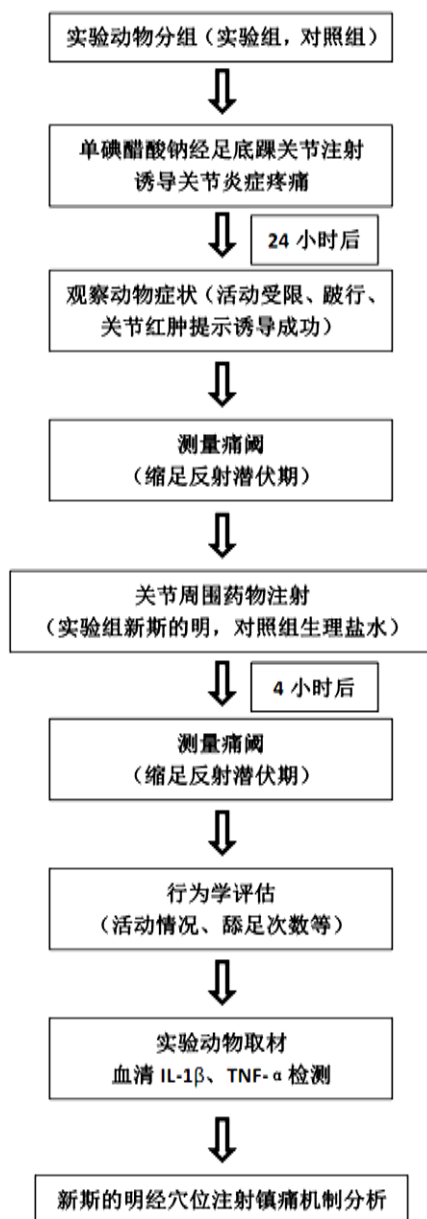 实验动物分组（实验组，对照组）
单碘醋酸钠经足底踝关节注射
诱导关节炎症疼痛
24 小时后
观察动物症状（活动受限、跛行、
关节红肿提示诱导成功）
测量痛阈
（缩足反射潜伏期）
关节周围药物注射
（实验组新斯的明，对照组生理盐水）
4 小时后
测量痛阈
（缩足反射潜伏期）
行为学评估
（活动情况、舔足次数等）
实验动物取材
血清 IL-1β、TNF-α检测
新斯的明经穴位注射镇痛机制分析